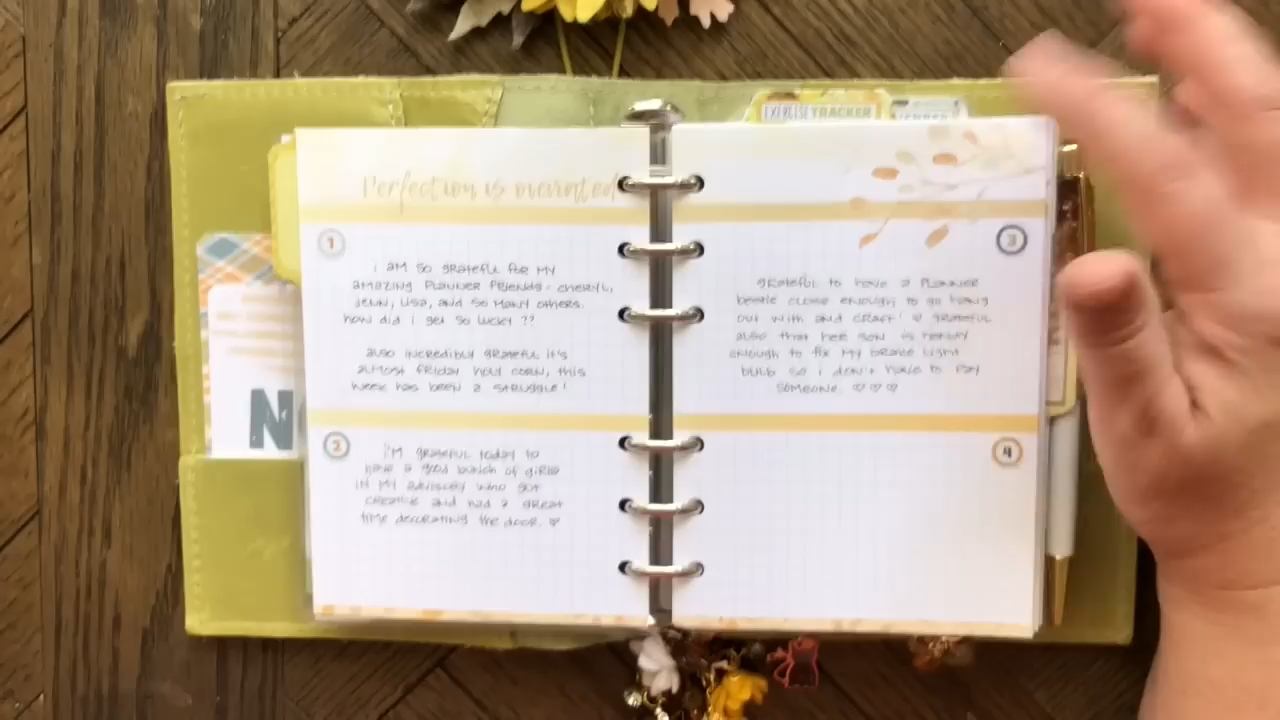 EXERCISE TRACKER
Perfection is overrated
1
I AM SO GRATEFUL FOR MY
AMAZING PLANNER FRIENDS - CHERYL,
JENN, LISA, AND SO MANY OTHERS.
HOW DID I GET SO LUCKY ??
ALSO INCREDIBLY GRATEFUL IT'S
ALMOST FRIDAY HOLY CORN, THIS
WEEK HAS BEEN A STRUGGLE!
2
I'M GRATEFUL TODAY TO
HAVE A GOOD BUNCH OF GIRLS
IN MY ADVISORY WHO GOT
CREATIVE AND HAD A GREAT
TIME DECORATING THE DOOR. ♡
3
GRATEFUL TO HAVE A PLANNER
BESTIE CLOSE ENOUGH TO GO HANG
OUT WITH AND CRAFT! ♡ GRATEFUL
ALSO THAT HER SON IS HANDY
ENOUGH TO FIX MY BRAKE LIGHT
BULB SO I DON'T HAVE TO PAY
SOMEONE. ♡♡♡
4